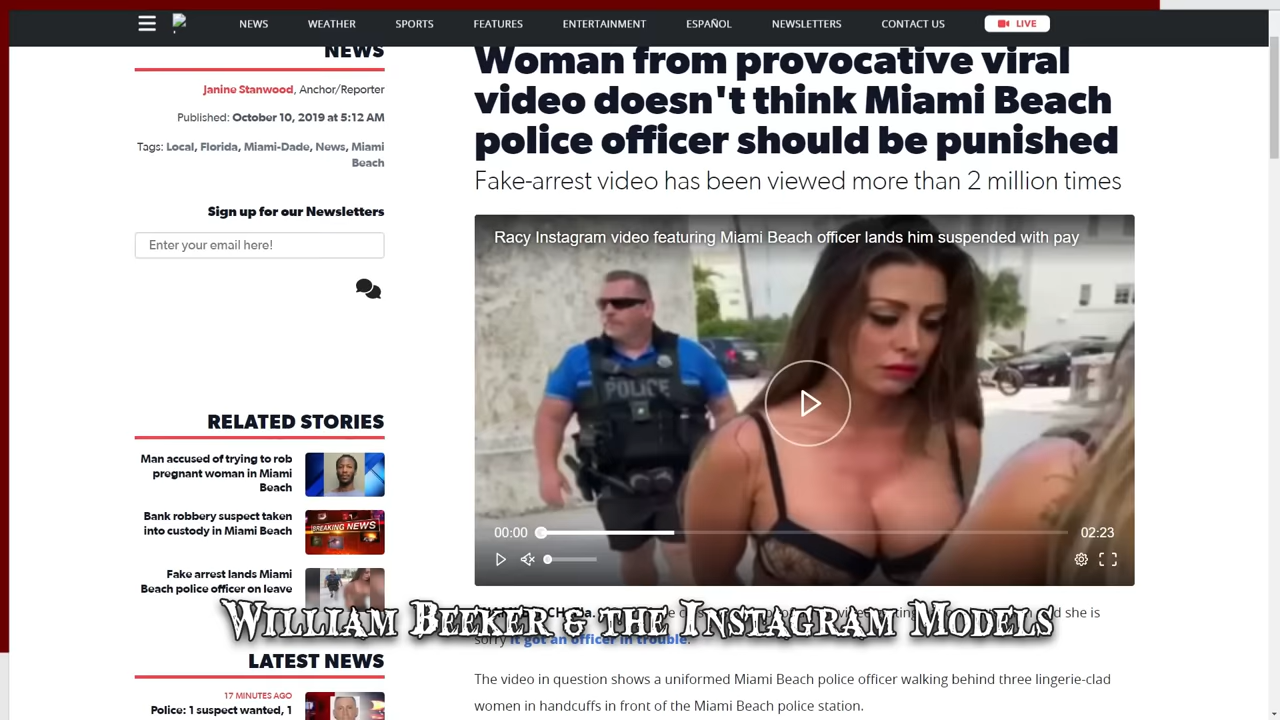 NEWS WEATHER SPORTS FEATURES ENTERTAINMENT ESPAÑOL NEWSLETTERS CONTACT US LIVE
NEWS
Janine Stanwood, Anchor/Reporter
Published: October 10, 2019 at 5:12 AM
Tags: Local, Florida, Miami-Dade, News, Miami
Beach
Sign up for our Newsletters
Enter your email here!
RELATED STORIES
Man accused of trying to rob
pregnant woman in Miami
Beach
Bank robbery suspect taken
into custody in Miami Beach
BREAKING NEWS
Fake arrest lands Miami
Beach police officer on leave
LATEST NEWS
17 MINUTES AGO
Police: 1 suspect wanted, 1
Woman from provocative viral
video doesn't think Miami Beach
police officer should be punished
Fake-arrest video has been viewed more than 2 million times
Racy Instagram video featuring Miami Beach officer lands him suspended with pay
POLICE
00:00 02:23
William Beeker & the Instagram Models
she is
sorry it got an officer in trouble.
The video in question shows a uniformed Miami Beach police officer walking behind three lingerie-clad
women in handcuffs in front of the Miami Beach police station.